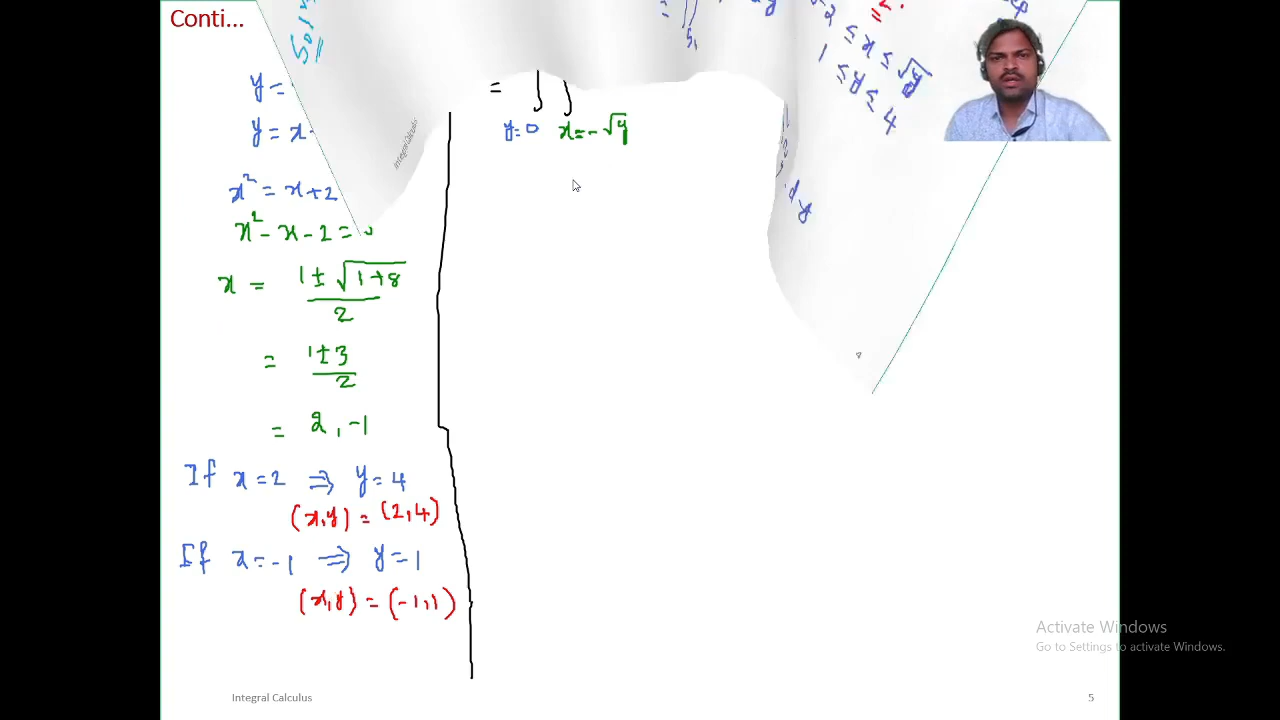 Conti...
y =
y = x
x² = x+2
x² - x - 2 =
x = 1 ± √1+8 / 2
= 1 ± 3 / 2
= 2, -1
If x = 2 ⇒ y = 4
(x,y) = (2,4)
If x = -1 ⇒ y = 1
(x,y) = (-1,1)
= ∫ ∫
y=0 x=-√y
Integral Calculus
≤ x ≤ √y
1 ≤ y ≤ 4
Activate Windows
Go to Settings to activate Windows.
Integral Calculus
5